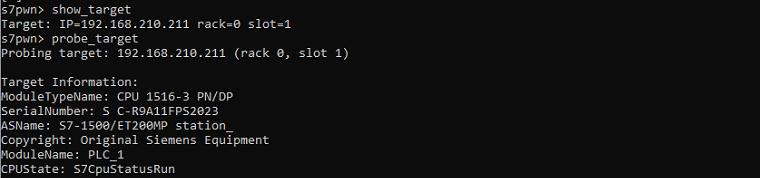 s7pwn> show_target
Target: IP=192.168.210.211 rack=0 slot=1
s7pwn> probe_target
Probing target: 192.168.210.211 (rack 0, slot 1)
Target Information:
ModuleTypeName: CPU 1516-3 PN/DP
SerialNumber: S C-R9A11FPS2023
ASName: S7-1500/ET200MP station_
Copyright: Original Siemens Equipment
ModuleName: PLC_1
CPUState: S7CpuStatusRun